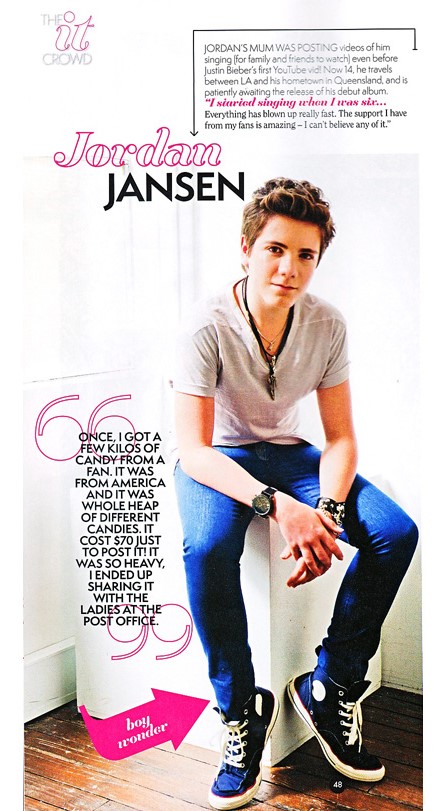 THE
it
CROWD
JORDAN'S MUM WAS POSTING videos of him
singing (for family and friends to watch) even before
Justin Bieber's first YouTube vid! Now 14, he travels
between LA and his hometown in Queensland, and is
patiently awaiting the release of his debut album.
"I started singing when I was six...
Everything has blown up really fast. The support I have
from my fans is amazing – I can't believe any of it."
Jordan
JANSEN
66
ONCE, I GOT A
FEW KILOS OF
CANDY FROM A
FAN. IT WAS
FROM AMERICA
AND IT WAS
WHOLE HEAP
OF DIFFERENT
CANDIES. IT
COST $70 JUST
TO POST IT! IT
WAS SO HEAVY,
I ENDED UP
SHARING IT
WITH THE
LADIES AT THE
POST OFFICE.
99
boy
wonder
48